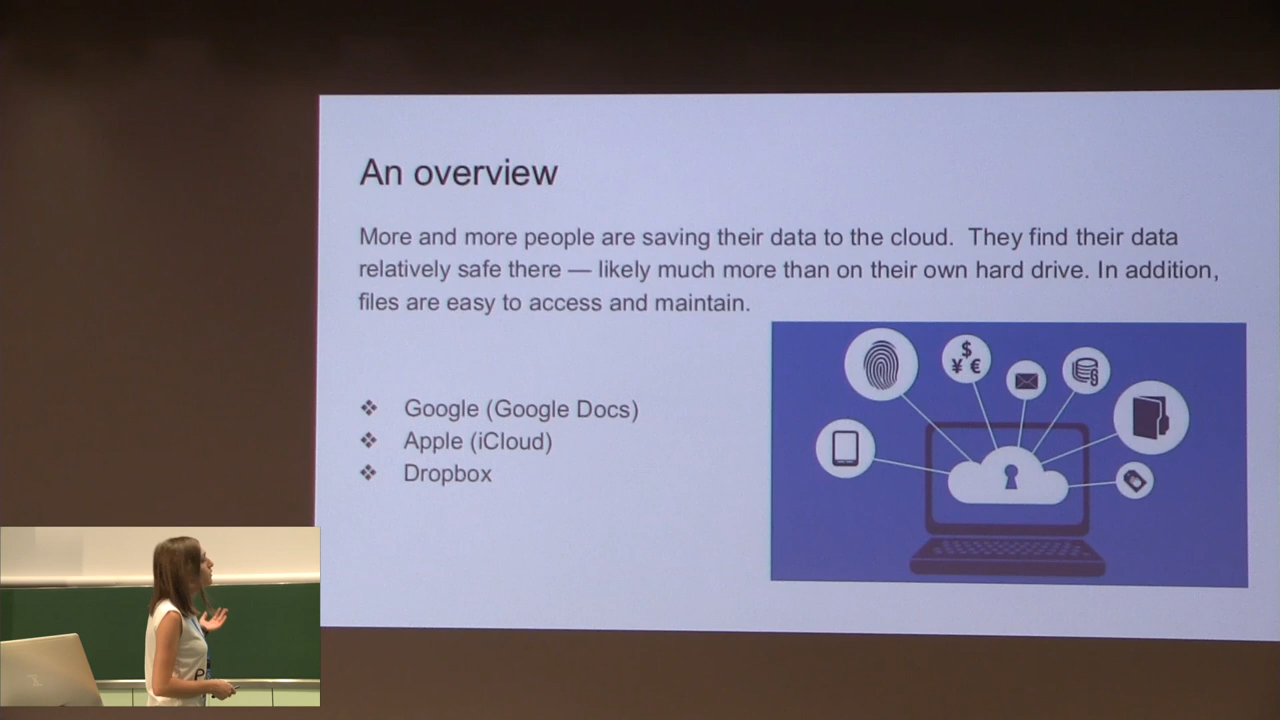 An overview
More and more people are saving their data to the cloud. They find their data
relatively safe there — likely much more than on their own hard drive. In addition,
files are easy to access and maintain.
❖ Google (Google Docs)
❖ Apple (iCloud)
❖ Dropbox
$
¥ €
§
P